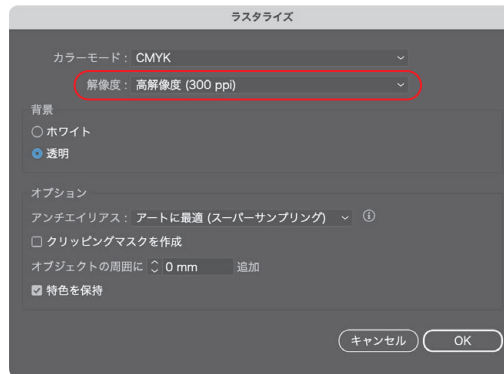 ラスタライズ
カラーモード : CMYK
解像度 : 高解像度 (300 ppi)
背景
ホワイト
透明
オプション
アンチエイリアス : アートに最適 (スーパーサンプリング)
クリッピングマスクを作成
オブジェクトの周囲に 0 mm 追加
特色を保持
キャンセル OK